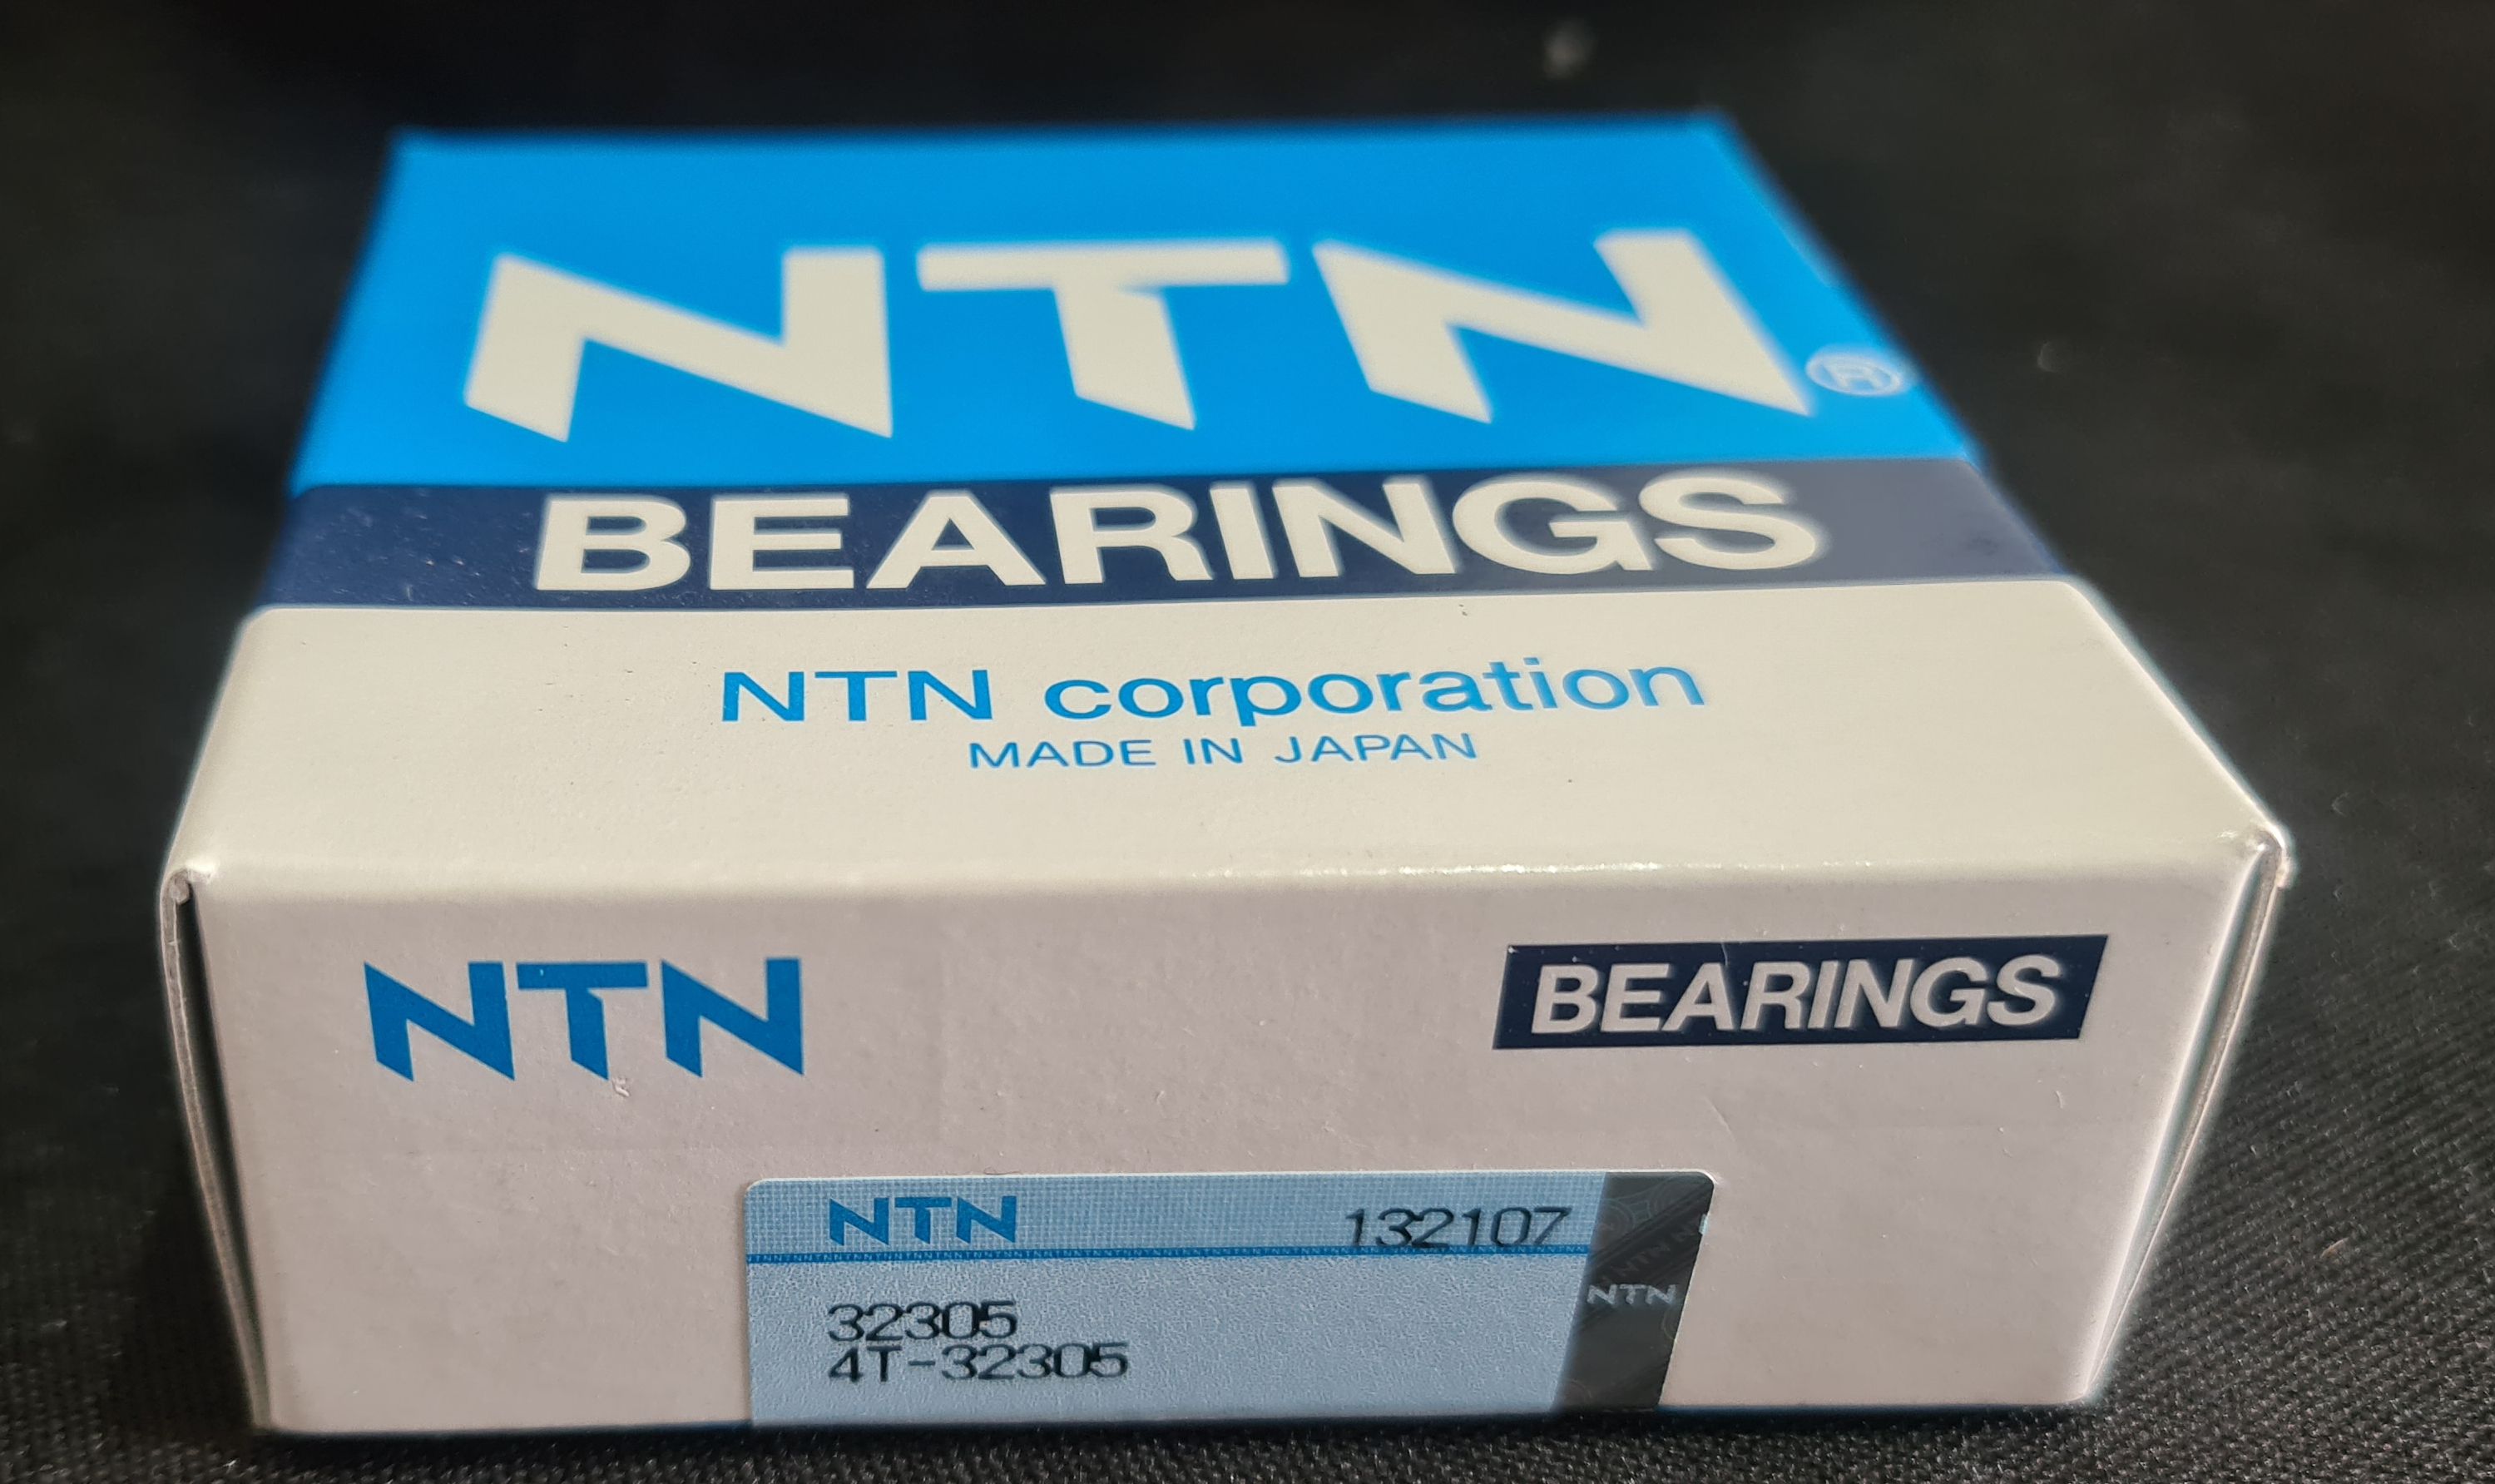 NTN®
BEARINGS
NTN corporation
MADE IN JAPAN
NTN BEARINGS
NTN 132107
NTN
32305
4T-32305